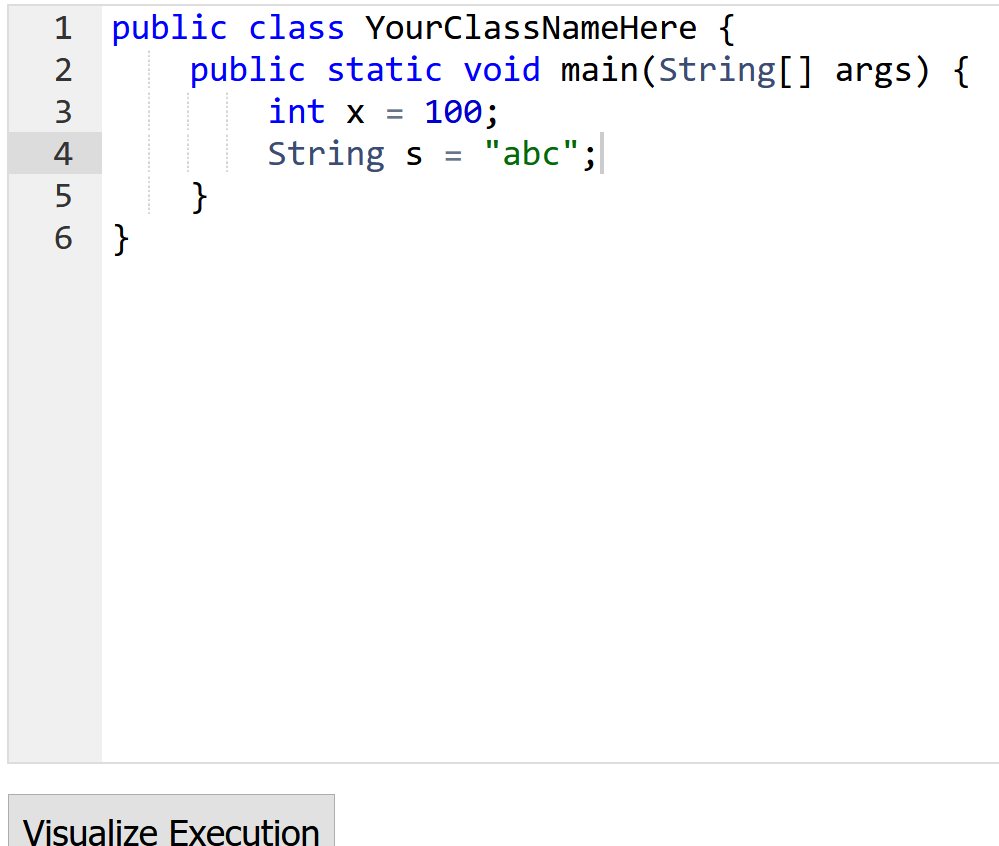 1 public class YourClassNameHere {
2     public static void main(String[] args) {
3         int x = 100;
4         String s = "abc";
5     }
6 }
Visualize Execution